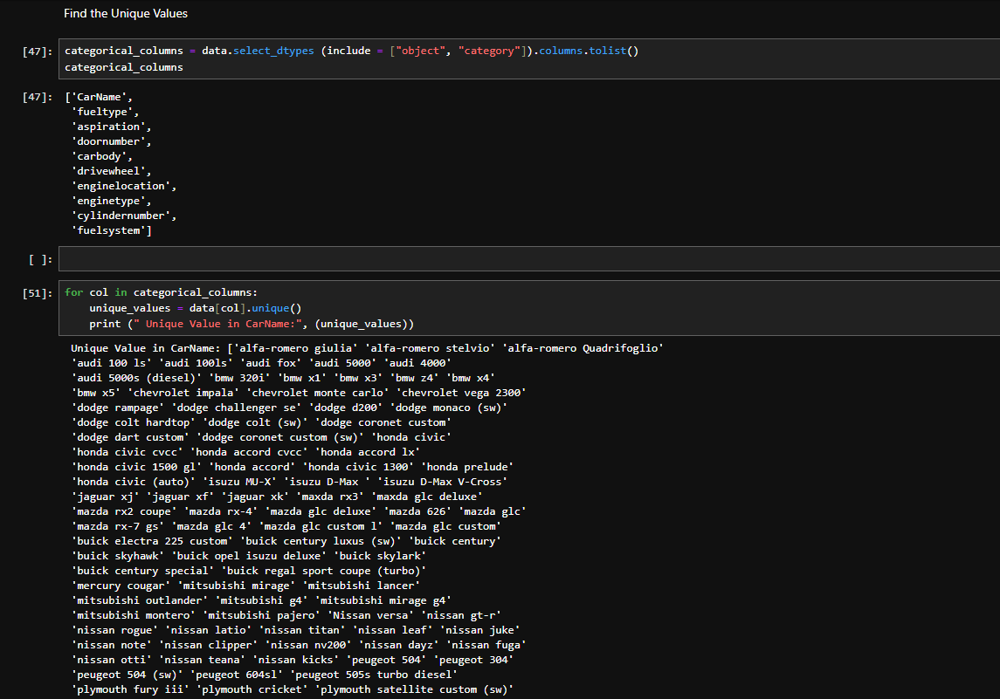 Find the Unique Values
[47]: categorical_columns = data.select_dtypes (include = ["object", "category"]).columns.tolist()
categorical_columns
[47]: ['CarName',
'fueltype',
'aspiration',
'doornumber',
'carbody',
'drivewheel',
'enginelocation',
'enginetype',
'cylindernumber',
'fuelsystem']
[ ]:
[51]: for col in categorical_columns:
unique_values = data[col].unique()
print (" Unique Value in CarName:", (unique_values))
Unique Value in CarName: ['alfa-romero giulia' 'alfa-romero stelvio' 'alfa-romero Quadrifoglio'
'audi 100 ls' 'audi 100ls' 'audi fox' 'audi 5000' 'audi 4000'
'audi 5000s (diesel)' 'bmw 320i' 'bmw x1' 'bmw x3' 'bmw z4' 'bmw x4'
'bmw x5' 'chevrolet impala' 'chevrolet monte carlo' 'chevrolet vega 2300'
'dodge rampage' 'dodge challenger se' 'dodge d200' 'dodge monaco (sw)'
'dodge colt hardtop' 'dodge colt (sw)' 'dodge coronet custom'
'dodge dart custom' 'dodge coronet custom (sw)' 'honda civic'
'honda civic cvcc' 'honda accord cvcc' 'honda accord lx'
'honda civic 1500 gl' 'honda accord' 'honda civic 1300' 'honda prelude'
'honda civic (auto)' 'isuzu MU-X' 'isuzu D-Max ' 'isuzu D-Max V-Cross'
'jaguar xj' 'jaguar xf' 'jaguar xk' 'maxda rx3' 'maxda glc deluxe'
'mazda rx2 coupe' 'mazda rx-4' 'mazda glc deluxe' 'mazda 626' 'mazda glc'
'mazda rx-7 gs' 'mazda glc 4' 'mazda glc custom l' 'mazda glc custom'
'buick electra 225 custom' 'buick century luxus (sw)' 'buick century'
'buick skyhawk' 'buick opel isuzu deluxe' 'buick skylark'
'buick century special' 'buick regal sport coupe (turbo)'
'mercury cougar' 'mitsubishi mirage' 'mitsubishi lancer'
'mitsubishi outlander' 'mitsubishi g4' 'mitsubishi mirage g4'
'mitsubishi montero' 'mitsubishi pajero' 'Nissan versa' 'nissan gt-r'
'nissan rogue' 'nissan latio' 'nissan titan' 'nissan leaf' 'nissan juke'
'nissan note' 'nissan clipper' 'nissan nv200' 'nissan dayz' 'nissan fuga'
'nissan otti' 'nissan teana' 'nissan kicks' 'peugeot 504' 'peugeot 304'
'peugeot 504 (sw)' 'peugeot 604sl' 'peugeot 505s turbo diesel'
'plymouth fury iii' 'plymouth cricket' 'plymouth satellite custom (sw)'